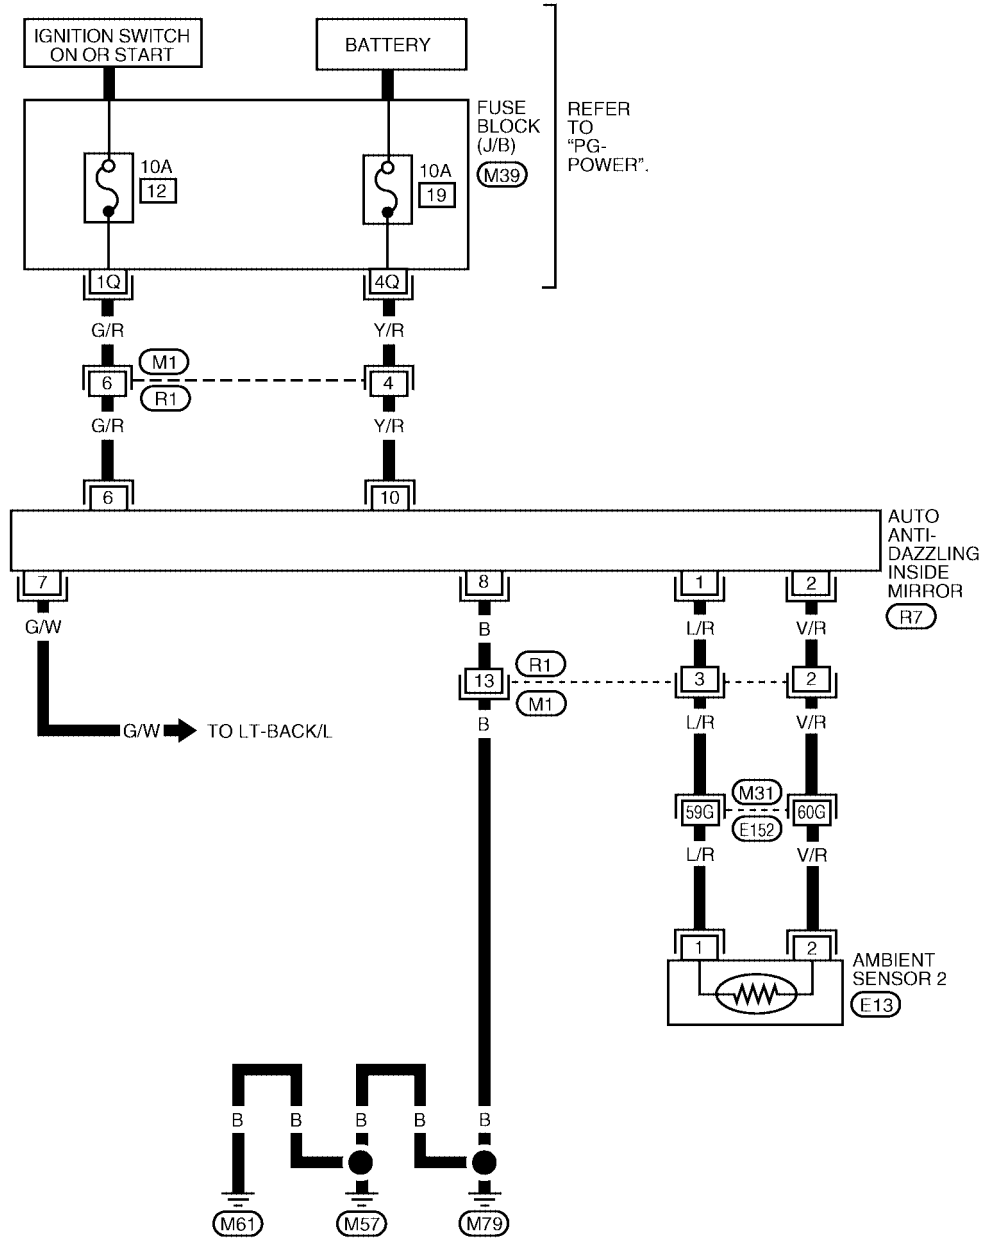 IGNITION SWITCH
ON OR START
BATTERY
FUSE
BLOCK
(J/B)
M39
REFER
TO
“PG-
POWER”.
10A
12
10A
19
1Q
4Q
G/R
Y/R
M1
6
4
R1
G/R
Y/R
6
10
AUTO
ANTI-
DAZZLING
INSIDE
MIRROR
R7
7
8
1
2
G/W
B
L/R
V/R
R1
13
3
2
M1
G/W
TO LT-BACK/L
B
L/R
V/R
M31
59G
60G
E152
L/R
V/R
1
2
AMBIENT
SENSOR 2
E13
B
B
B
B
B
M61
M57
M79